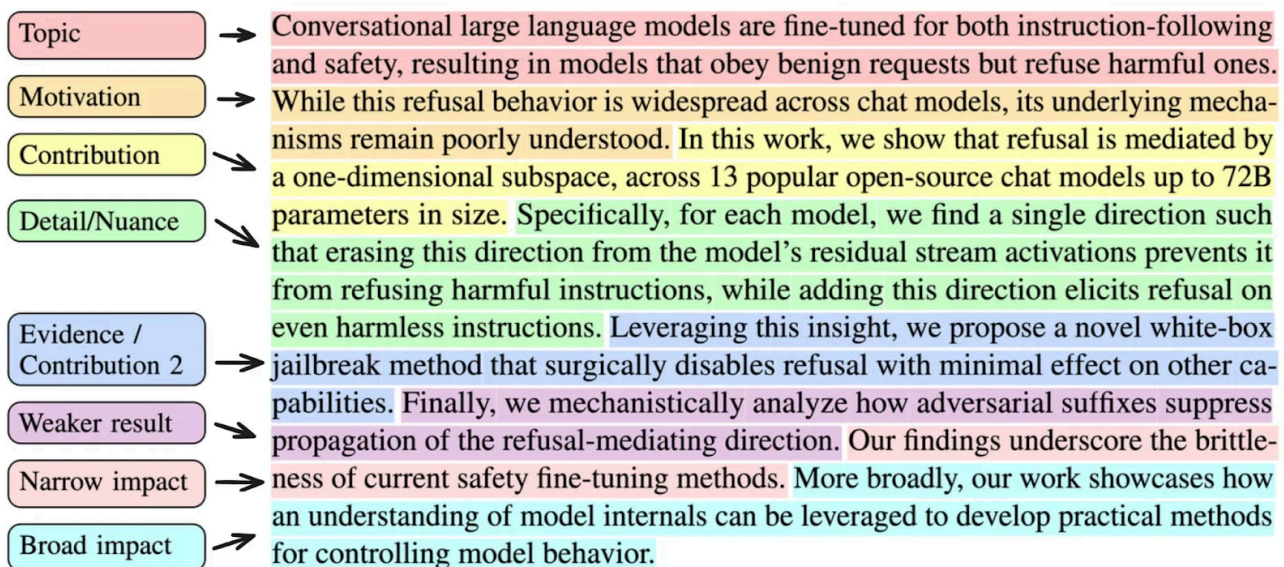 Topic
Motivation
Contribution
Detail/Nuance
Evidence /
Contribution 2
Weaker result
Narrow impact
Broad impact
Conversational large language models are fine-tuned for both instruction-following
and safety, resulting in models that obey benign requests but refuse harmful ones.
While this refusal behavior is widespread across chat models, its underlying mecha-
nisms remain poorly understood. In this work, we show that refusal is mediated by
a one-dimensional subspace, across 13 popular open-source chat models up to 72B
parameters in size. Specifically, for each model, we find a single direction such
that erasing this direction from the model's residual stream activations prevents it
from refusing harmful instructions, while adding this direction elicits refusal on
even harmless instructions. Leveraging this insight, we propose a novel white-box
jailbreak method that surgically disables refusal with minimal effect on other ca-
pabilities. Finally, we mechanistically analyze how adversarial suffixes suppress
propagation of the refusal-mediating direction. Our findings underscore the brittle-
ness of current safety fine-tuning methods. More broadly, our work showcases how
an understanding of model internals can be leveraged to develop practical methods
for controlling model behavior.